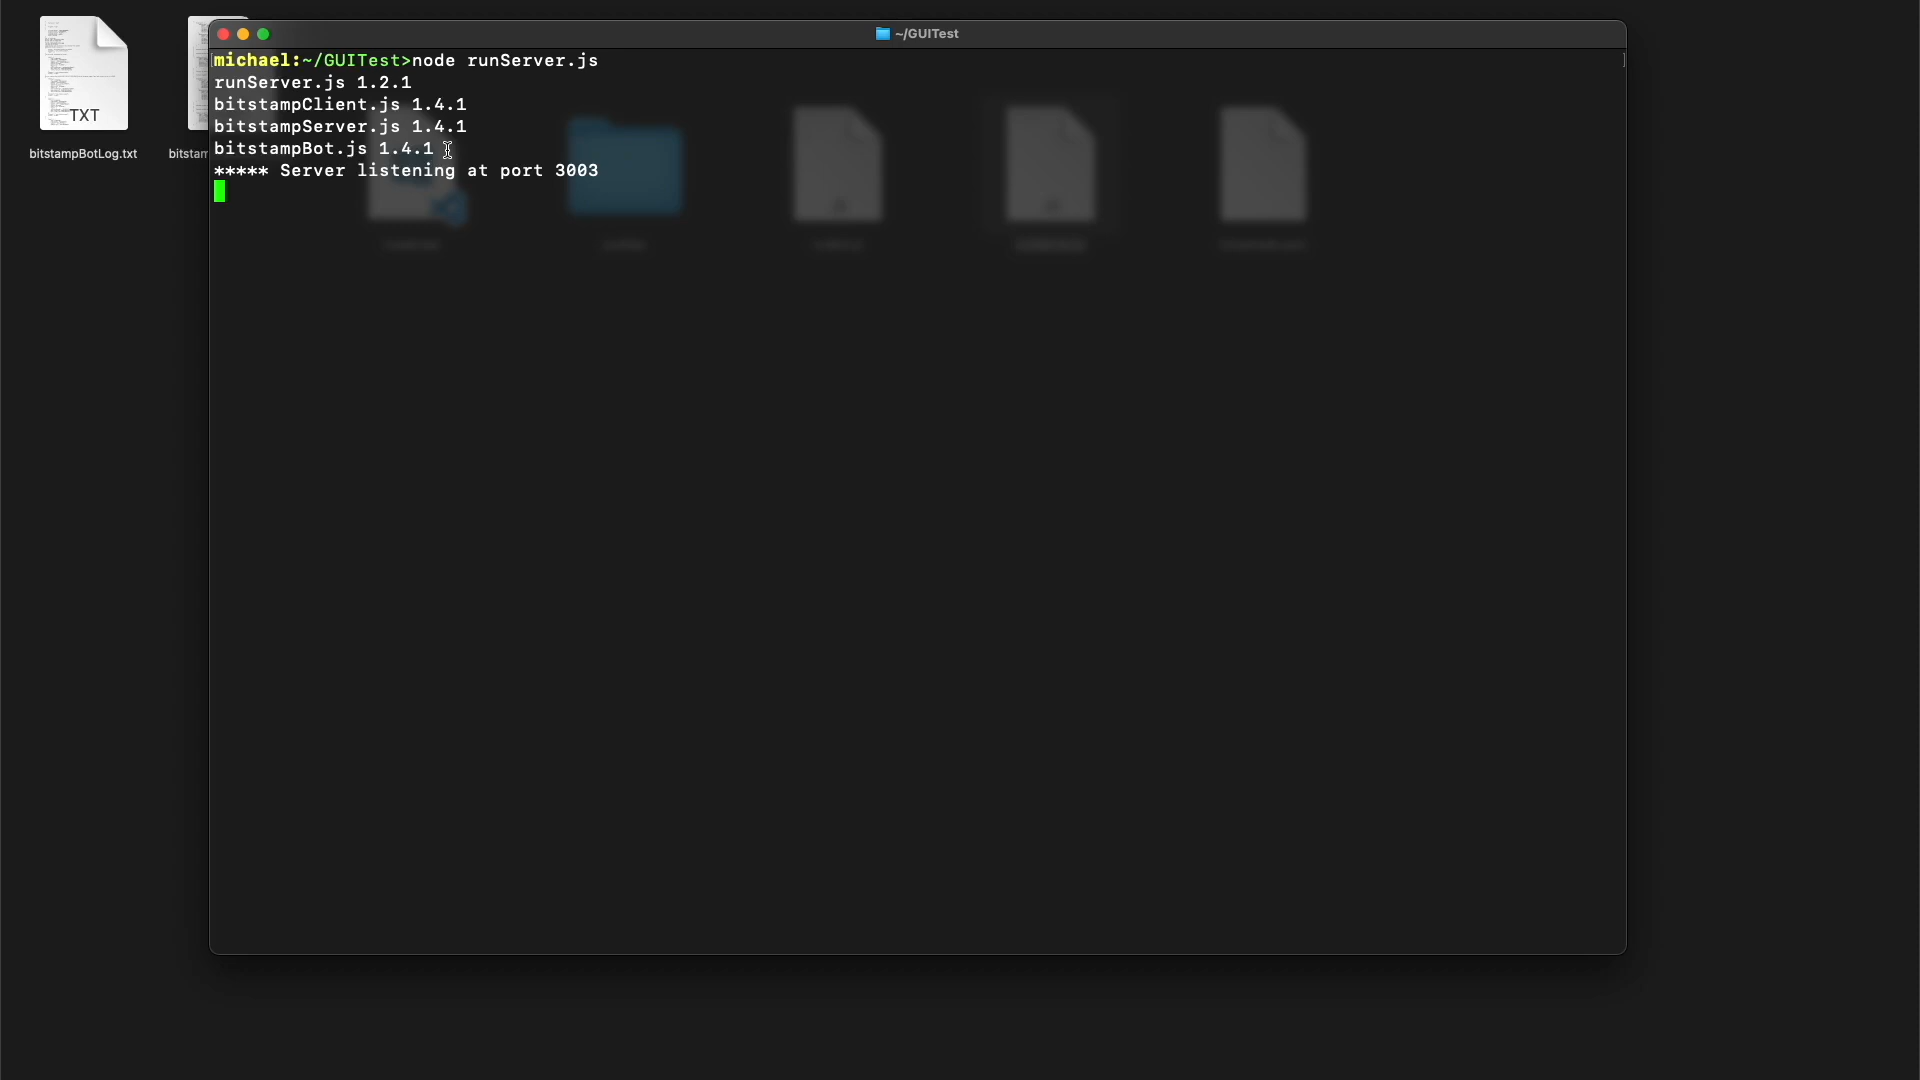 ~/GUITest
michael:~/GUITest>node runServer.js
runServer.js 1.2.1
bitstampClient.js 1.4.1
bitstampServer.js 1.4.1
bitstampBot.js 1.4.1
***** Server listening at port 3003
TXT
bitstampBotLog.txt
bitstam